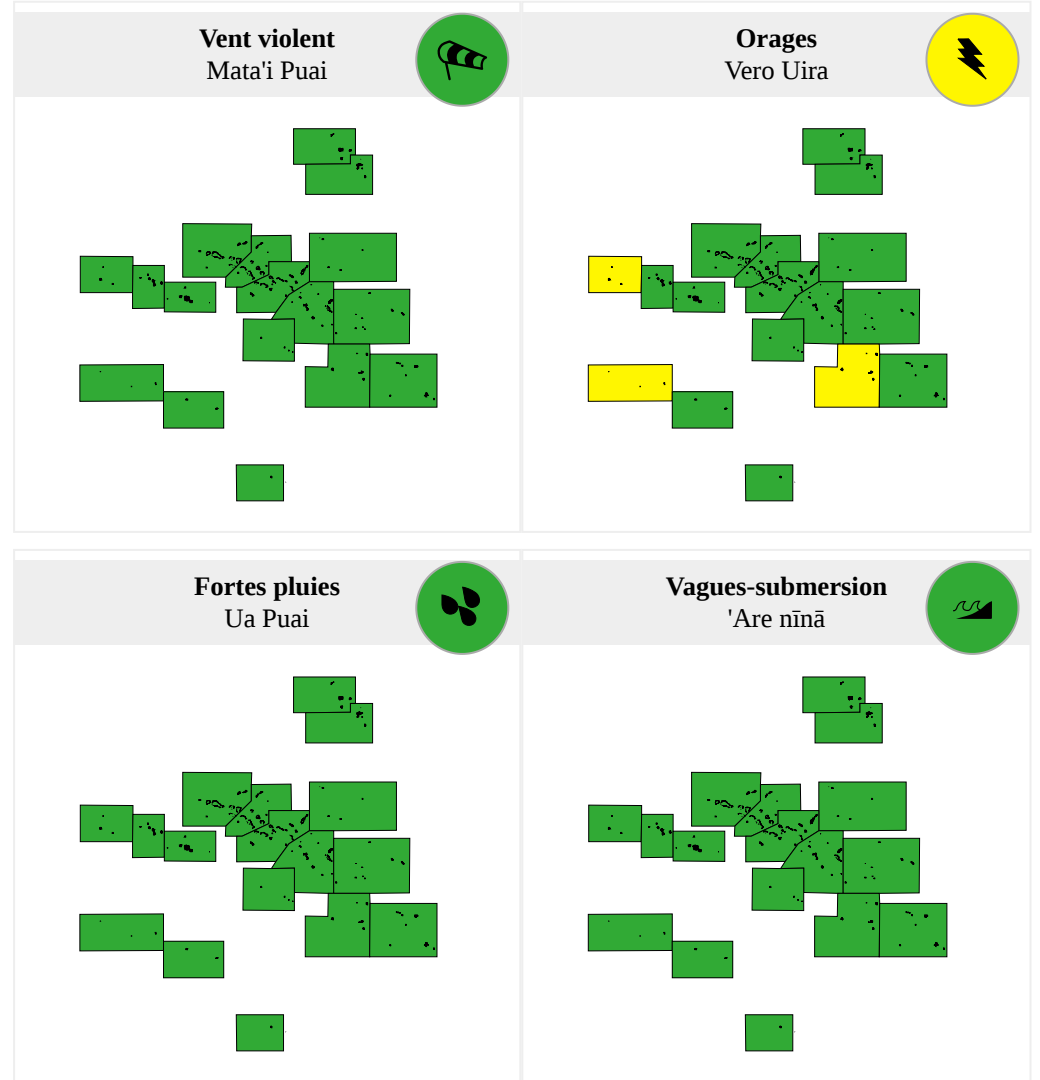 Vent violent
Mata'i Puai
Orages
Vero Uira
Fortes pluies
Ua Puai
Vagues-submersion
'Are nīnā